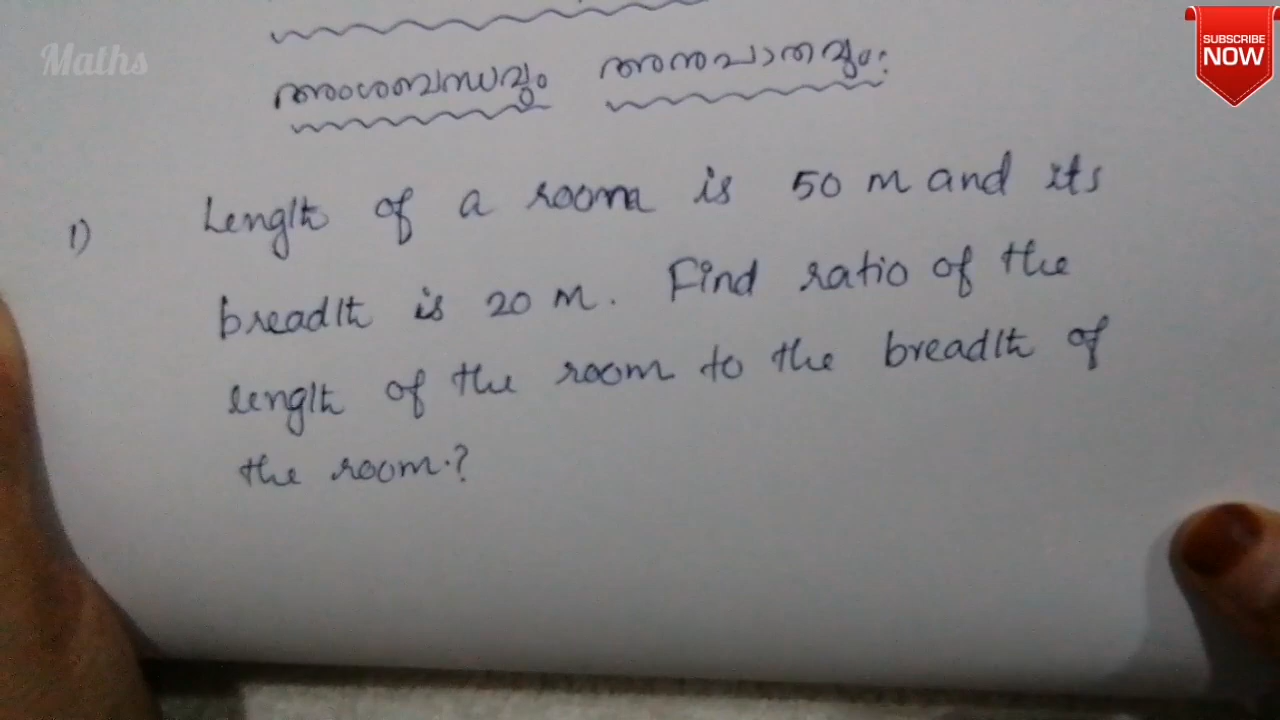 Maths
SUBSCRIBE
NOW
അംശബന്ധവും അനുപാതവും:
1) Length of a room is 50 m and its
breadth is 20 m. Find ratio of the
length of the room to the breadth of
the room.?